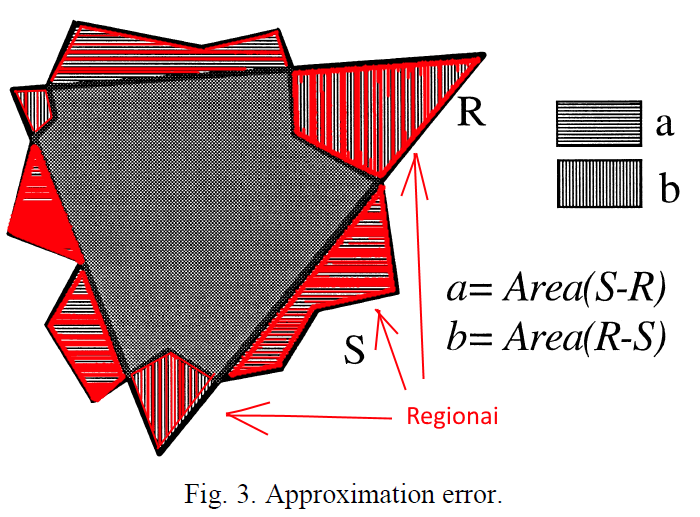 R
a
b
a= Area(S-R)
S
b= Area(R-S)
Regionai
Fig. 3. Approximation error.